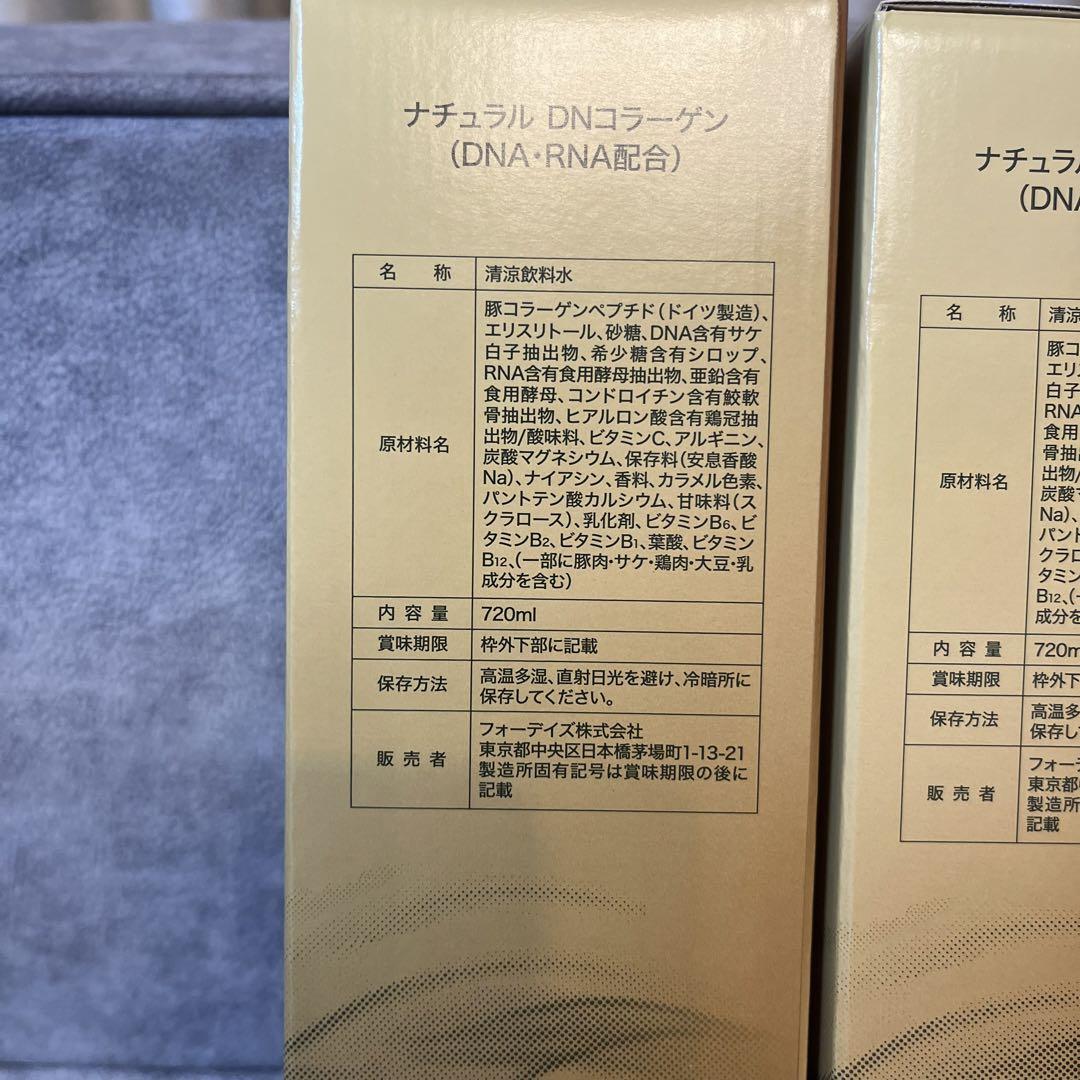 ナチュラル DNコラーゲン
(DNA・RNA配合)
名 称 清涼飲料水
原材料名
豚コラーゲンペプチド(ドイツ製造)、
エリスリトール、砂糖、DNA含有サケ
白子抽出物、希少糖含有シロップ、
RNA含有食用酵母抽出物、亜鉛含有
食用酵母、コンドロイチン含有鮫軟
骨抽出物、ヒアルロン酸含有鶏冠抽
出物/酸味料、ビタミンC、アルギニン、
炭酸マグネシウム、保存料(安息香酸
Na)、ナイアシン、香料、カラメル色素、
パントテン酸カルシウム、甘味料(ス
クラロース)、乳化剤、ビタミンB6、ビ
タミンB2、ビタミンB1、葉酸、ビタミン
B12、(一部に豚肉・サケ・鶏肉・大豆・乳
成分を含む)
内容量 720ml
賞味期限 枠外下部に記載
保存方法
高温多湿、直射日光を避け、冷暗所に
保存してください。
販売者
フォーデイズ株式会社
東京都中央区日本橋茅場町1-13-21
製造所固有記号は賞味期限の後に
記載
ナチュラ
(DN
名 称 清涼
原材料名
豚コ
エリ
白子
RNA
食用
骨抽
出物/
炭酸マ
Na)、
パント
クラロ
タミン
B12、(
成分を
内容量 720m
賞味期限 枠外下
保存方法
高温多
保存し
販売者
フォー
東京都
製造所
記載